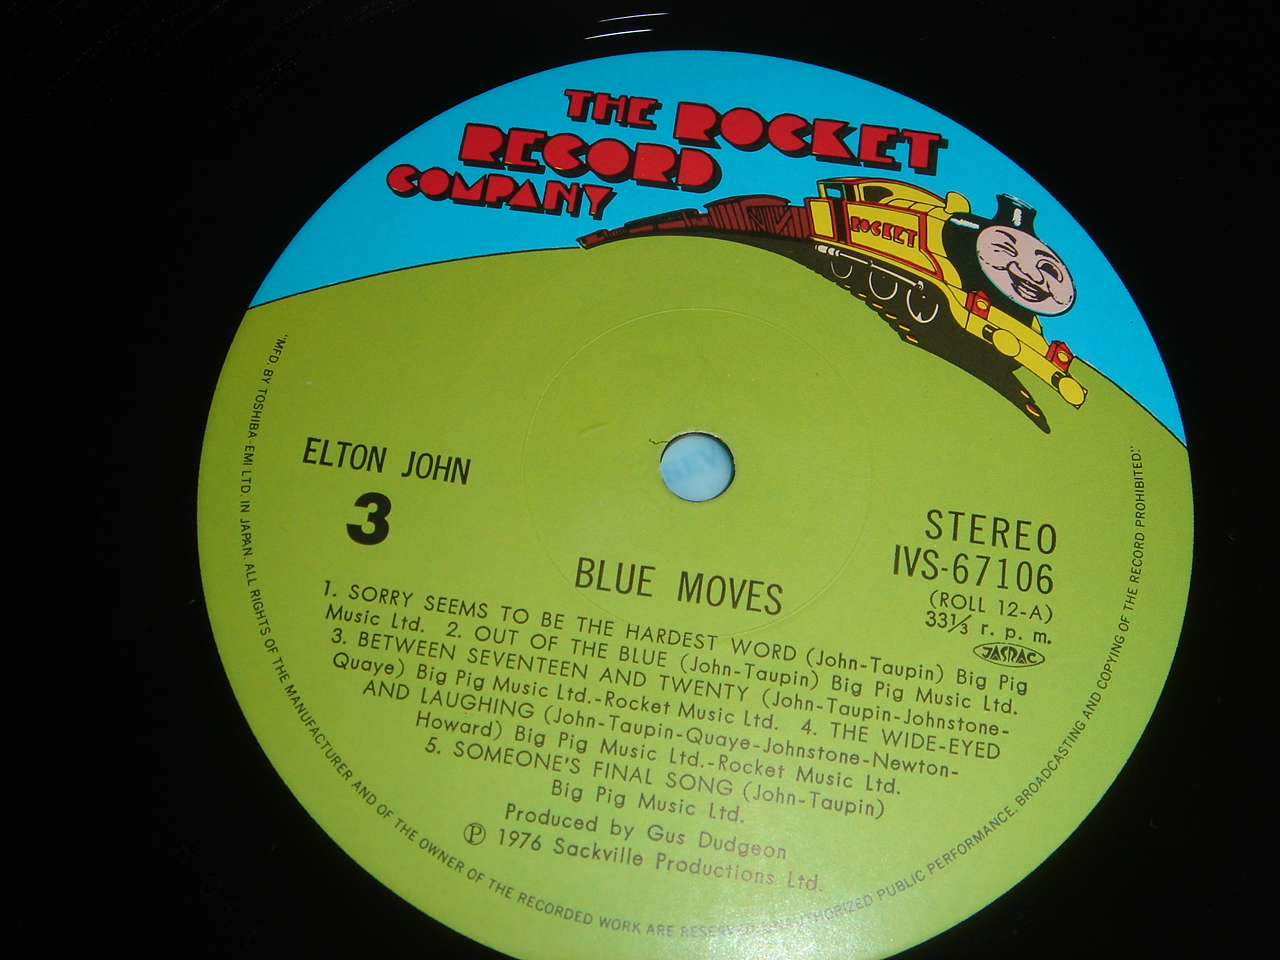 THE ROCKET
RECORD
COMPANY
ROCKET
ELTON JOHN
3
STEREO
IVS-67106
(ROLL 12-A)
33⅓ r. p. m.
JASRAC
BLUE MOVES
1. SORRY SEEMS TO BE THE HARDEST WORD (John-Taupin) Big Pig
Music Ltd. 2. OUT OF THE BLUE (John-Taupin) Big Pig Music Ltd.
3. BETWEEN SEVENTEEN AND TWENTY (John-Taupin-Johnstone-
Quaye) Big Pig Music Ltd.-Rocket Music Ltd. 4. THE WIDE-EYED
AND LAUGHING (John-Taupin-Quaye-Johnstone-Newton-
Howard) Big Pig Music Ltd.-Rocket Music Ltd.
5. SOMEONE'S FINAL SONG (John-Taupin)
Big Pig Music Ltd.
Produced by Gus Dudgeon
Ⓟ 1976 Sackville Productions Ltd.
"MFD. BY TOSHIBA-EMI LTD. IN JAPAN. ALL RIGHTS OF THE MANUFACTURER AND OF THE OWNER OF THE RECORDED WORK ARE RESERVED. UNAUTHORIZED PUBLIC PERFORMANCE, BROADCASTING AND COPYING OF THE RECORD PROHIBITED."